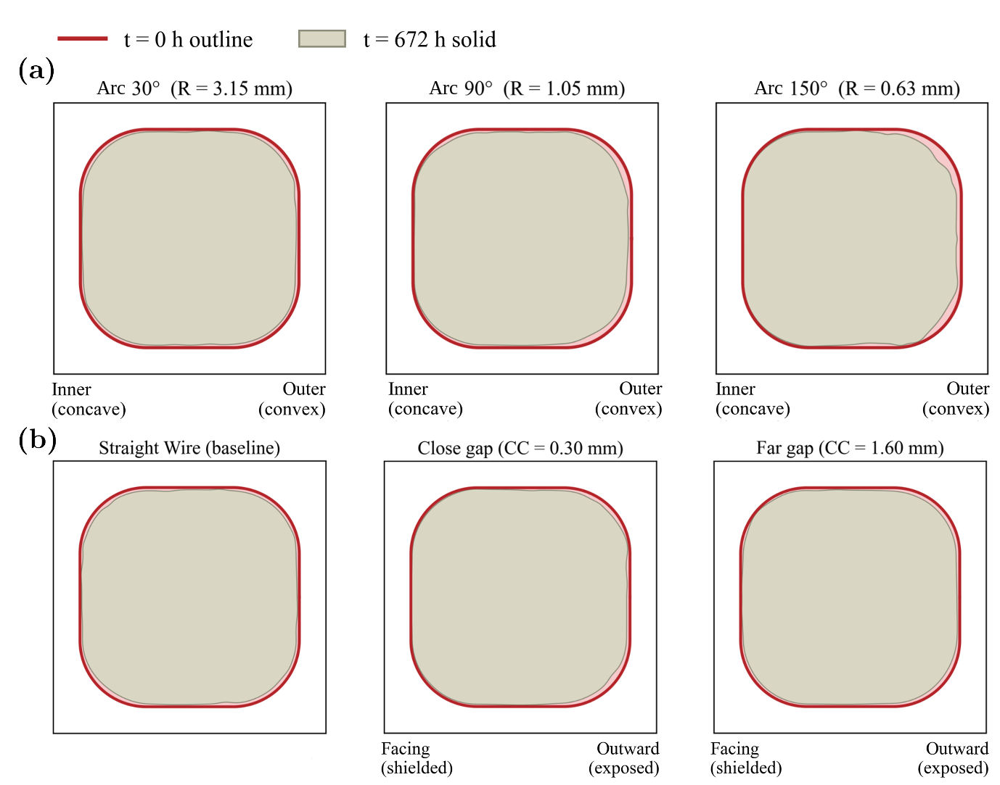 t = 0 h outline
t = 672 h solid
(a)
Arc 30° (R = 3.15 mm)
Arc 90° (R = 1.05 mm)
Arc 150° (R = 0.63 mm)
Inner
(concave)
Outer
(convex)
Inner
(concave)
Outer
(convex)
Inner
(concave)
Outer
(convex)
(b)
Straight Wire (baseline)
Close gap (CC = 0.30 mm)
Far gap (CC = 1.60 mm)
Facing
(shielded)
Outward
(exposed)
Facing
(shielded)
Outward
(exposed)